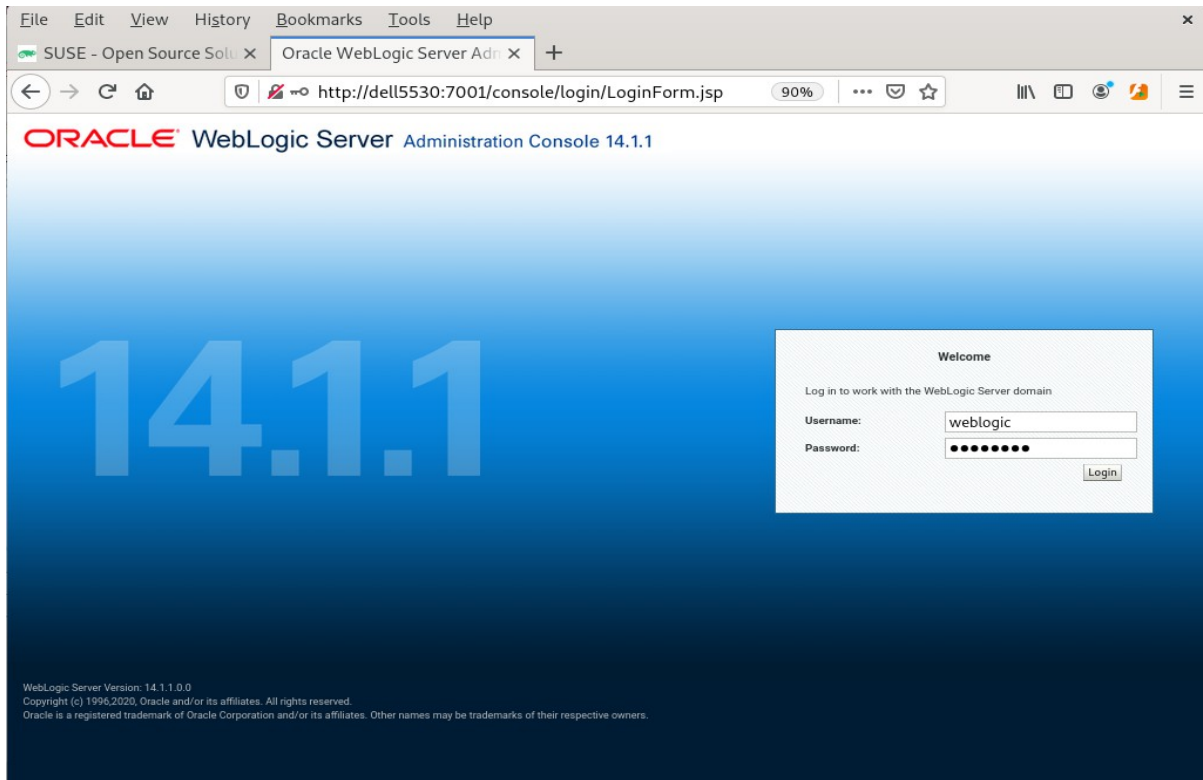 File Edit View History Bookmarks Tools Help
SUSE - Open Source Solu Oracle WebLogic Server Adm
http://dell5530:7001/console/login/LoginForm.jsp 90%
ORACLE WebLogic Server Administration Console 14.1.1
14.1.1
Welcome
Log in to work with the WebLogic Server domain
Username: weblogic
Password: ●●●●●●●●
Login
WebLogic Server Version: 14.1.1.0.0
Copyright (c) 1996,2020, Oracle and/or its affiliates. All rights reserved.
Oracle is a registered trademark of Oracle Corporation and/or its affiliates. Other names may be trademarks of their respective owners.